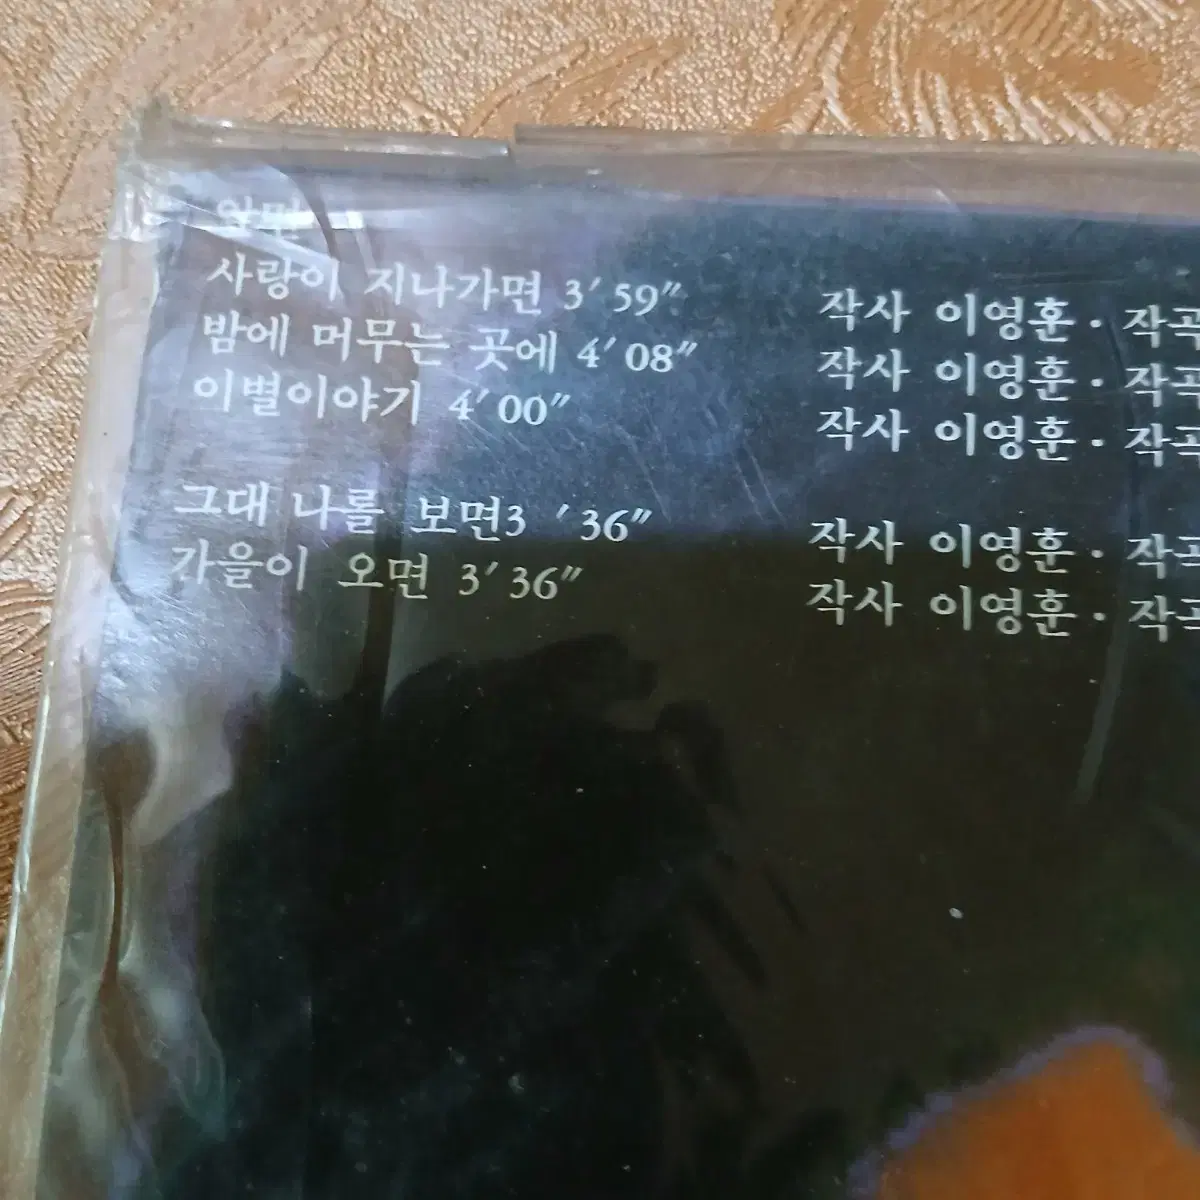 앞면
사랑이 지나가면 3′59″ 작사 이영훈 · 작곡
밤에 머무는 곳에 4′08″ 작사 이영훈 · 작곡
이별이야기 4′00″ 작사 이영훈 · 작곡
그대 나를 보면3 ′36″ 작사 이영훈 · 작곡
가을이 오면 3′36″ 작사 이영훈 · 작곡